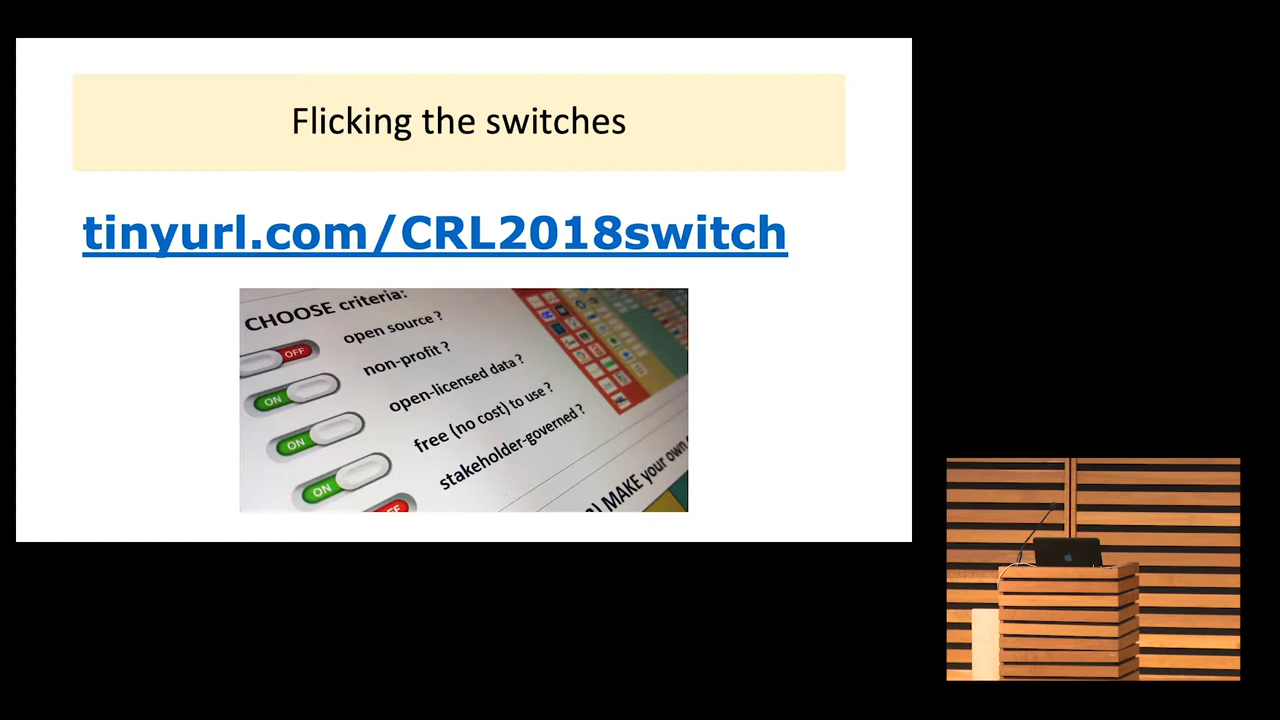 Flicking the switches
tinyurl.com/CRL2018switch
CHOOSE criteria:
OFF open source ?
ON non-profit ?
ON open-licensed data ?
ON free (no cost) to use ?
stakeholder-governed ?
MAKE your own